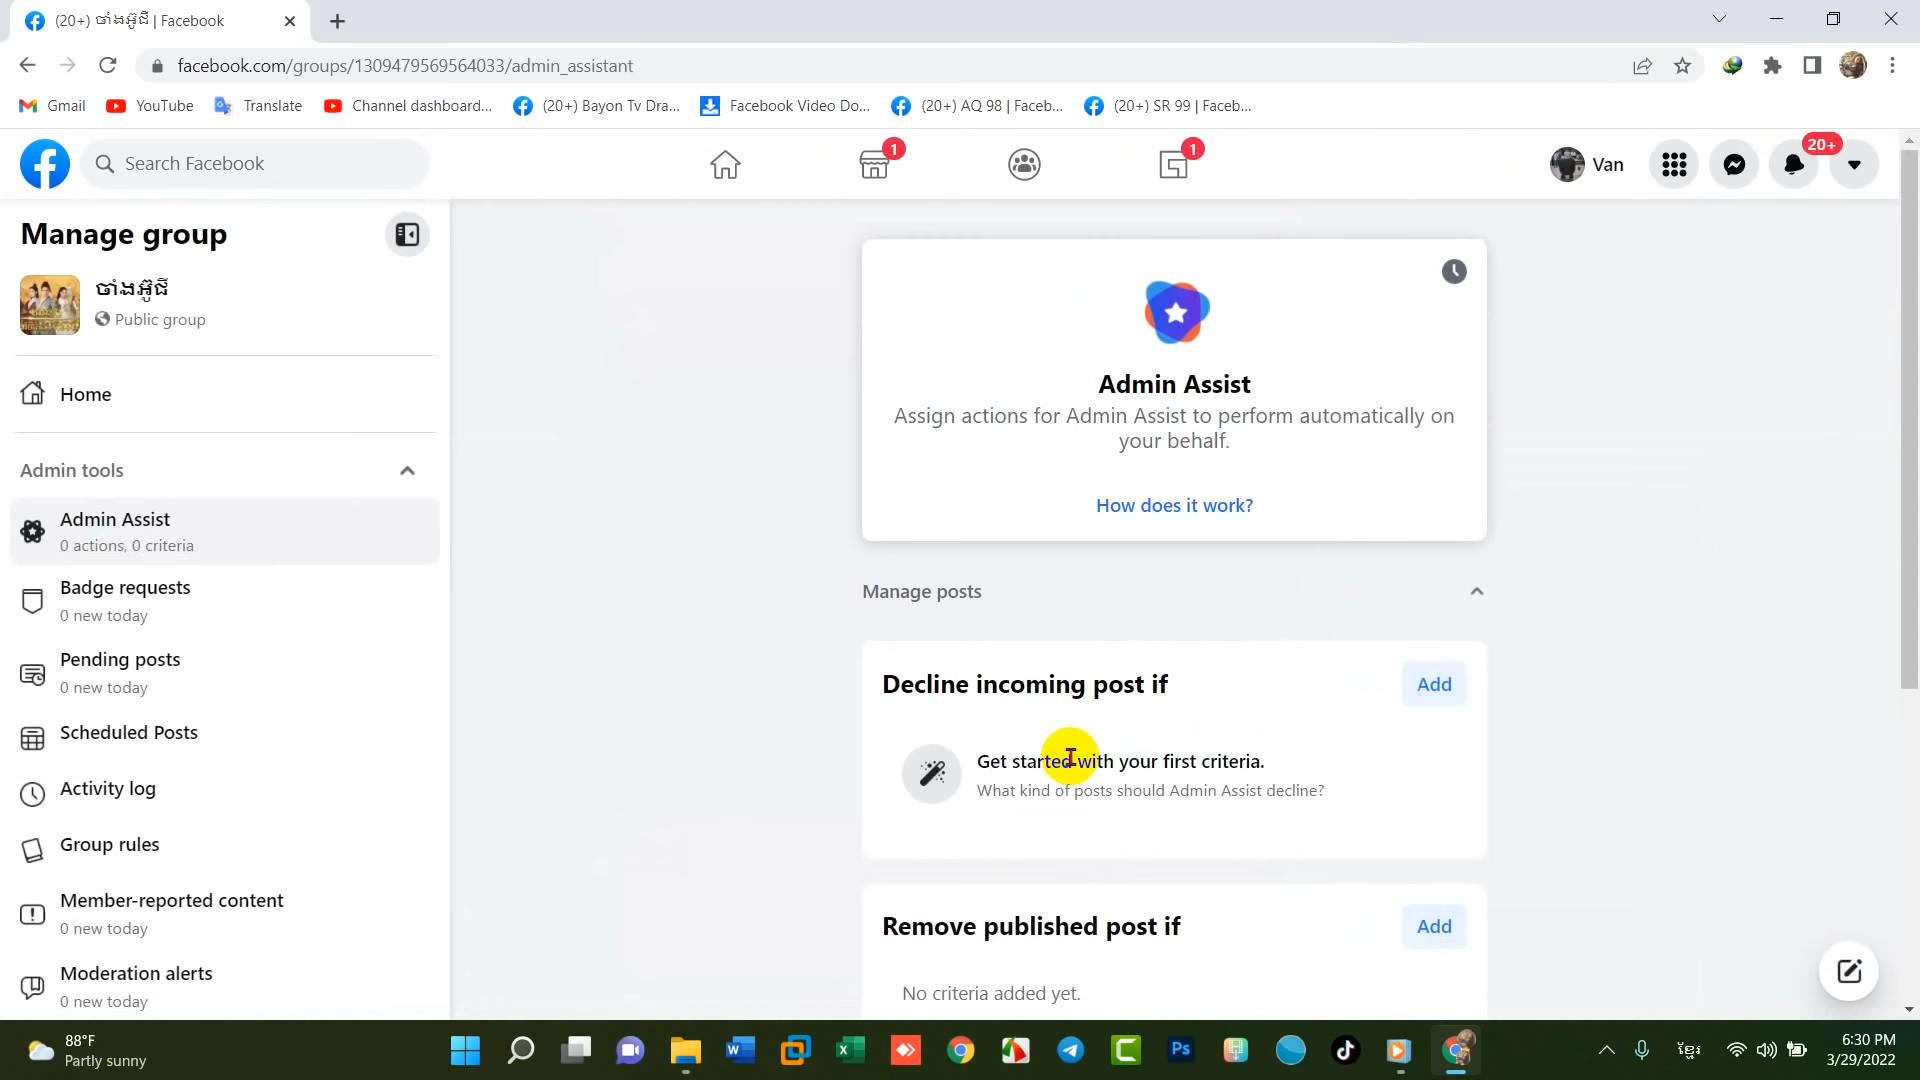 (20+) ចាំងអ៊ូជី | Facebook
facebook.com/groups/1309479569564033/admin_assistant
Gmail
YouTube
Translate
Channel dashboard...
(20+) Bayon Tv Dra...
Facebook Video Do...
(20+) AQ 98 | Faceb...
(20+) SR 99 | Faceb...
Search Facebook
1
1
Van
20+
Manage group
ចាំងអ៊ូជី
Public group
Home
Admin tools
Admin Assist
0 actions, 0 criteria
Badge requests
0 new today
Pending posts
0 new today
Scheduled Posts
Activity log
Group rules
Member-reported content
0 new today
Moderation alerts
0 new today
Admin Assist
Assign actions for Admin Assist to perform automatically on
your behalf.
How does it work?
Manage posts
Decline incoming post if
Add
Get started with your first criteria.
What kind of posts should Admin Assist decline?
Remove published post if
Add
No criteria added yet.
88°F
Partly sunny
Ps
ខ្មែរ
6:30 PM
3/29/2022